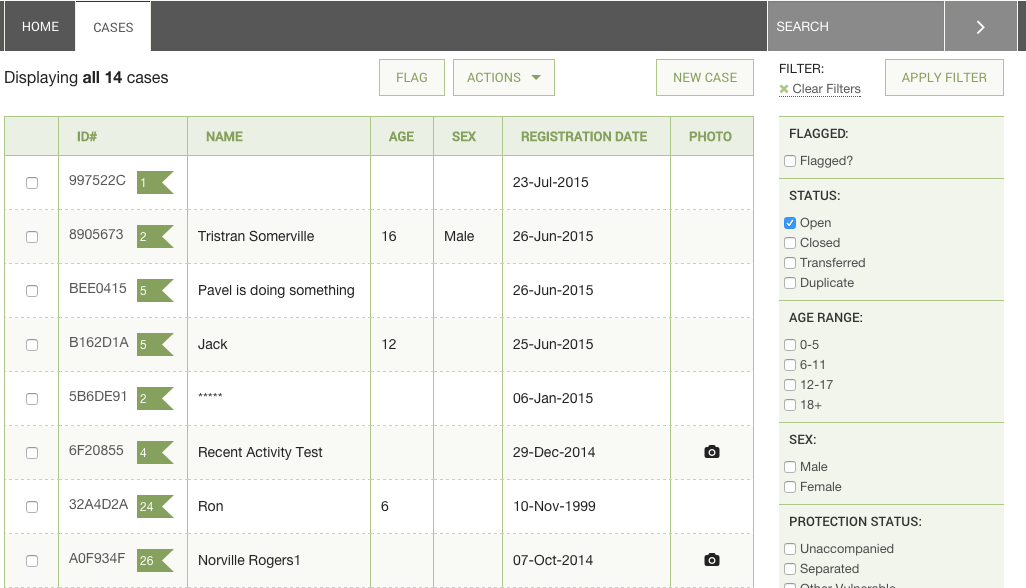 HOME CASES SEARCH
Displaying all 14 cases FLAG ACTIONS NEW CASE
FILTER:
Clear Filters
APPLY FILTER
ID# NAME AGE SEX REGISTRATION DATE PHOTO
997522C 1 23-Jul-2015
8905673 2 Tristran Somerville 16 Male 26-Jun-2015
BEE0415 5 Pavel is doing something 26-Jun-2015
B162D1A 5 Jack 12 25-Jun-2015
5B6DE91 2 ***** 06-Jan-2015
6F20855 4 Recent Activity Test 29-Dec-2014
32A4D2A 24 Ron 6 10-Nov-1999
A0F934F 26 Norville Rogers1 07-Oct-2014
FLAGGED:
Flagged?
STATUS:
Open
Closed
Transferred
Duplicate
AGE RANGE:
0-5
6-11
12-17
18+
SEX:
Male
Female
PROTECTION STATUS:
Unaccompanied
Separated
Other Vulnerable